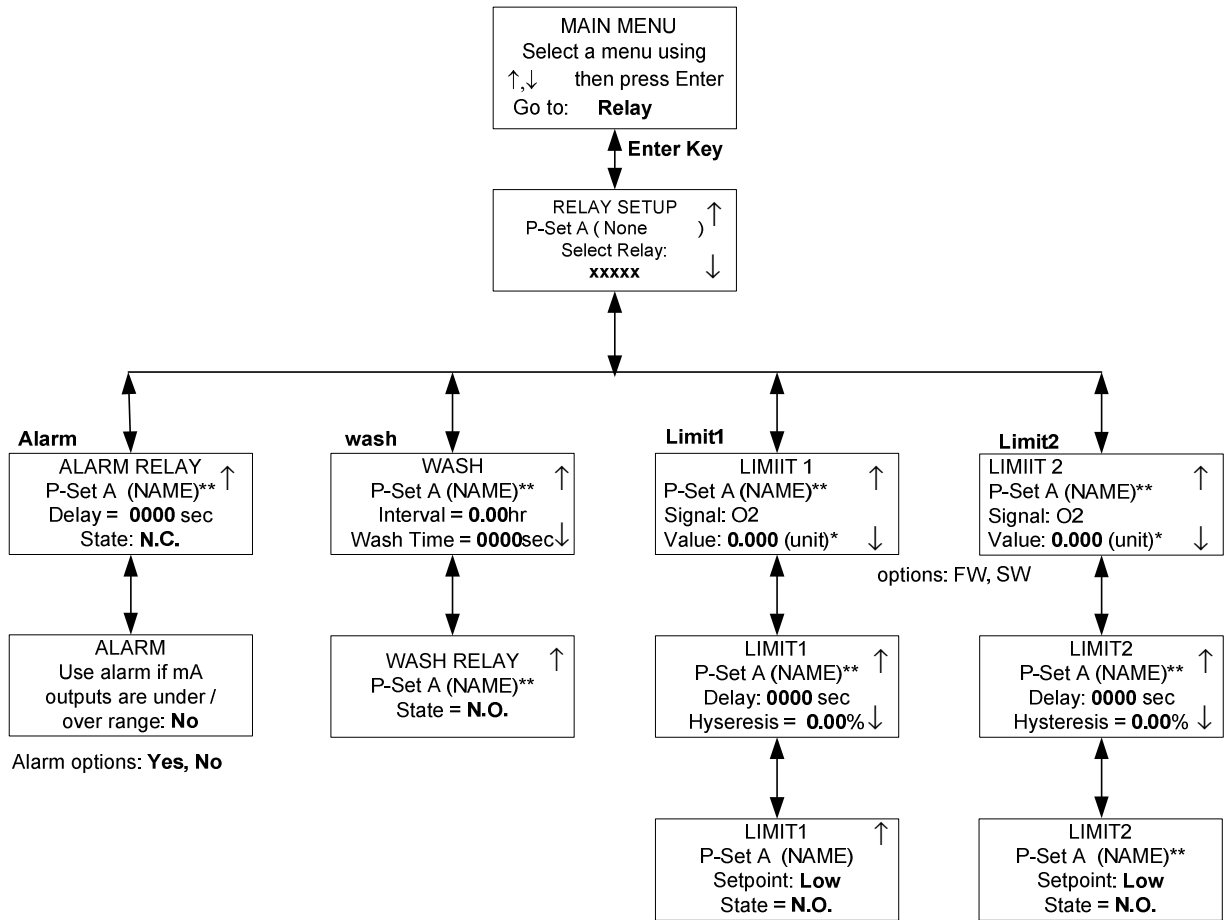 MAIN MENU
Select a menu using
↑,↓ then press Enter
Go to: Relay
Enter Key
RELAY SETUP ↑
P-Set A ( None )
Select Relay:
xxxxx ↓
Alarm
ALARM RELAY ↑
P-Set A (NAME)**
Delay = 0000 sec
State: N.C.
ALARM
Use alarm if mA
outputs are under /
over range: No
Alarm options: Yes, No
wash
WASH ↑
P-Set A (NAME)**
Interval = 0.00hr
Wash Time = 0000sec ↓
WASH RELAY ↑
P-Set A (NAME)**
State = N.O.
Limit1
LIMIIT 1 ↑
P-Set A (NAME)**
Signal: O2
Value: 0.000 (unit)* ↓
options: FW, SW
LIMIT1 ↑
P-Set A (NAME)**
Delay: 0000 sec
Hyseresis = 0.00% ↓
LIMIT1 ↑
P-Set A (NAME)
Setpoint: Low
State = N.O.
Limit2
LIMIIT 2 ↑
P-Set A (NAME)**
Signal: O2
Value: 0.000 (unit)* ↓
LIMIT2 ↑
P-Set A (NAME)**
Delay: 0000 sec
Hysteresis = 0.00% ↓
LIMIT2
P-Set A (NAME)**
Setpoint: Low
State = N.O.